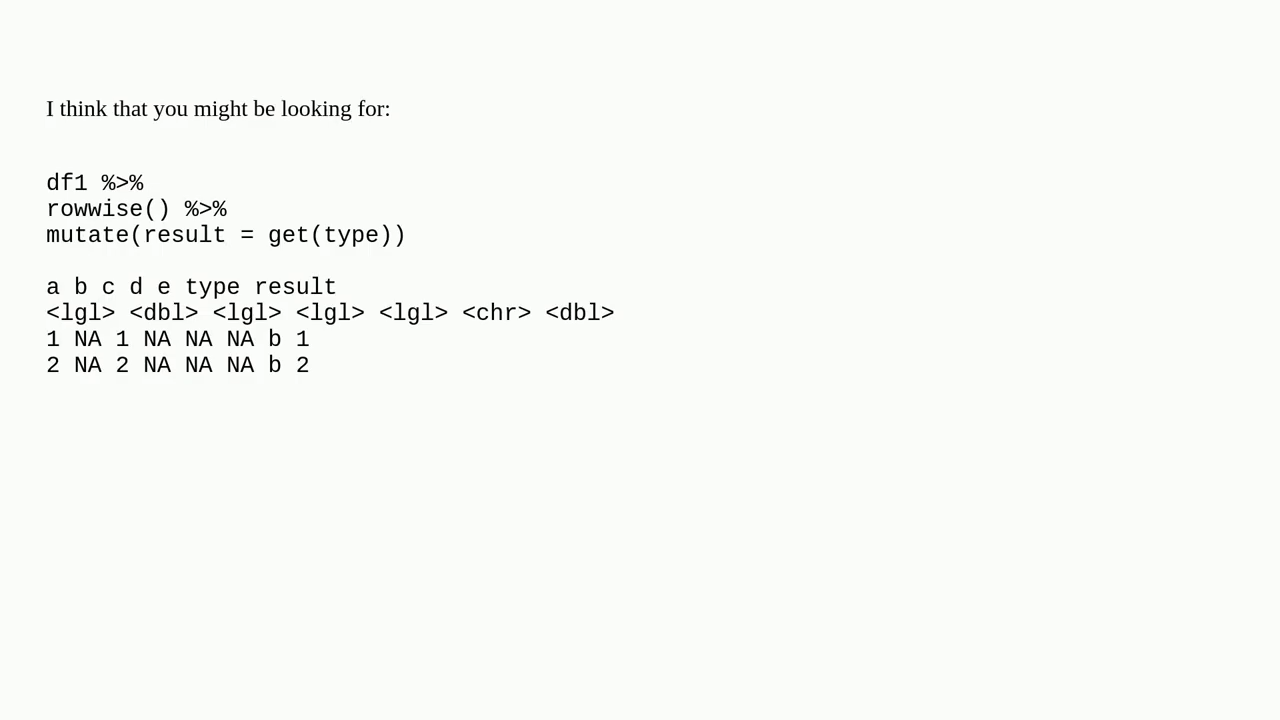 I think that you might be looking for:
df1 %>%
rowwise() %>%
mutate(result = get(type))
a b c d e type result
<lgl> <dbl> <lgl> <lgl> <lgl> <chr> <dbl>
1 NA 1 NA NA NA b 1
2 NA 2 NA NA NA b 2